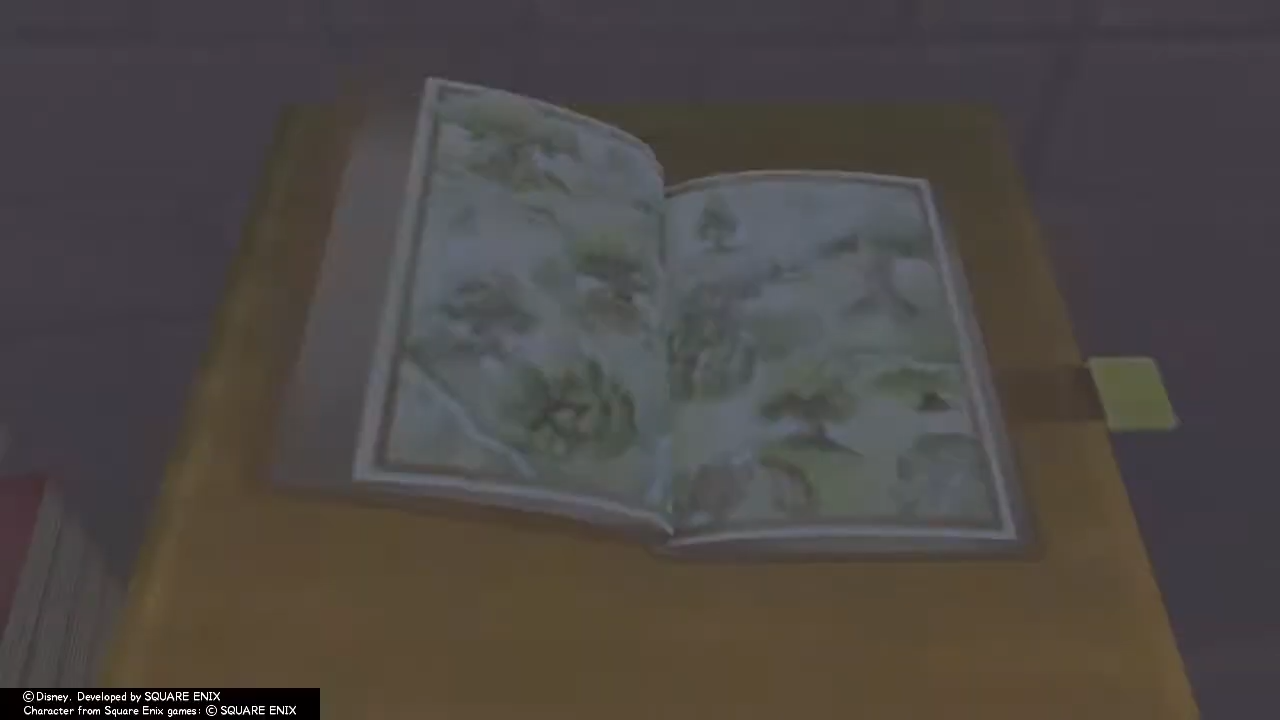 ©Disney. Developed by SQUARE ENIX
Character from Square Enix games: © SQUARE ENIX